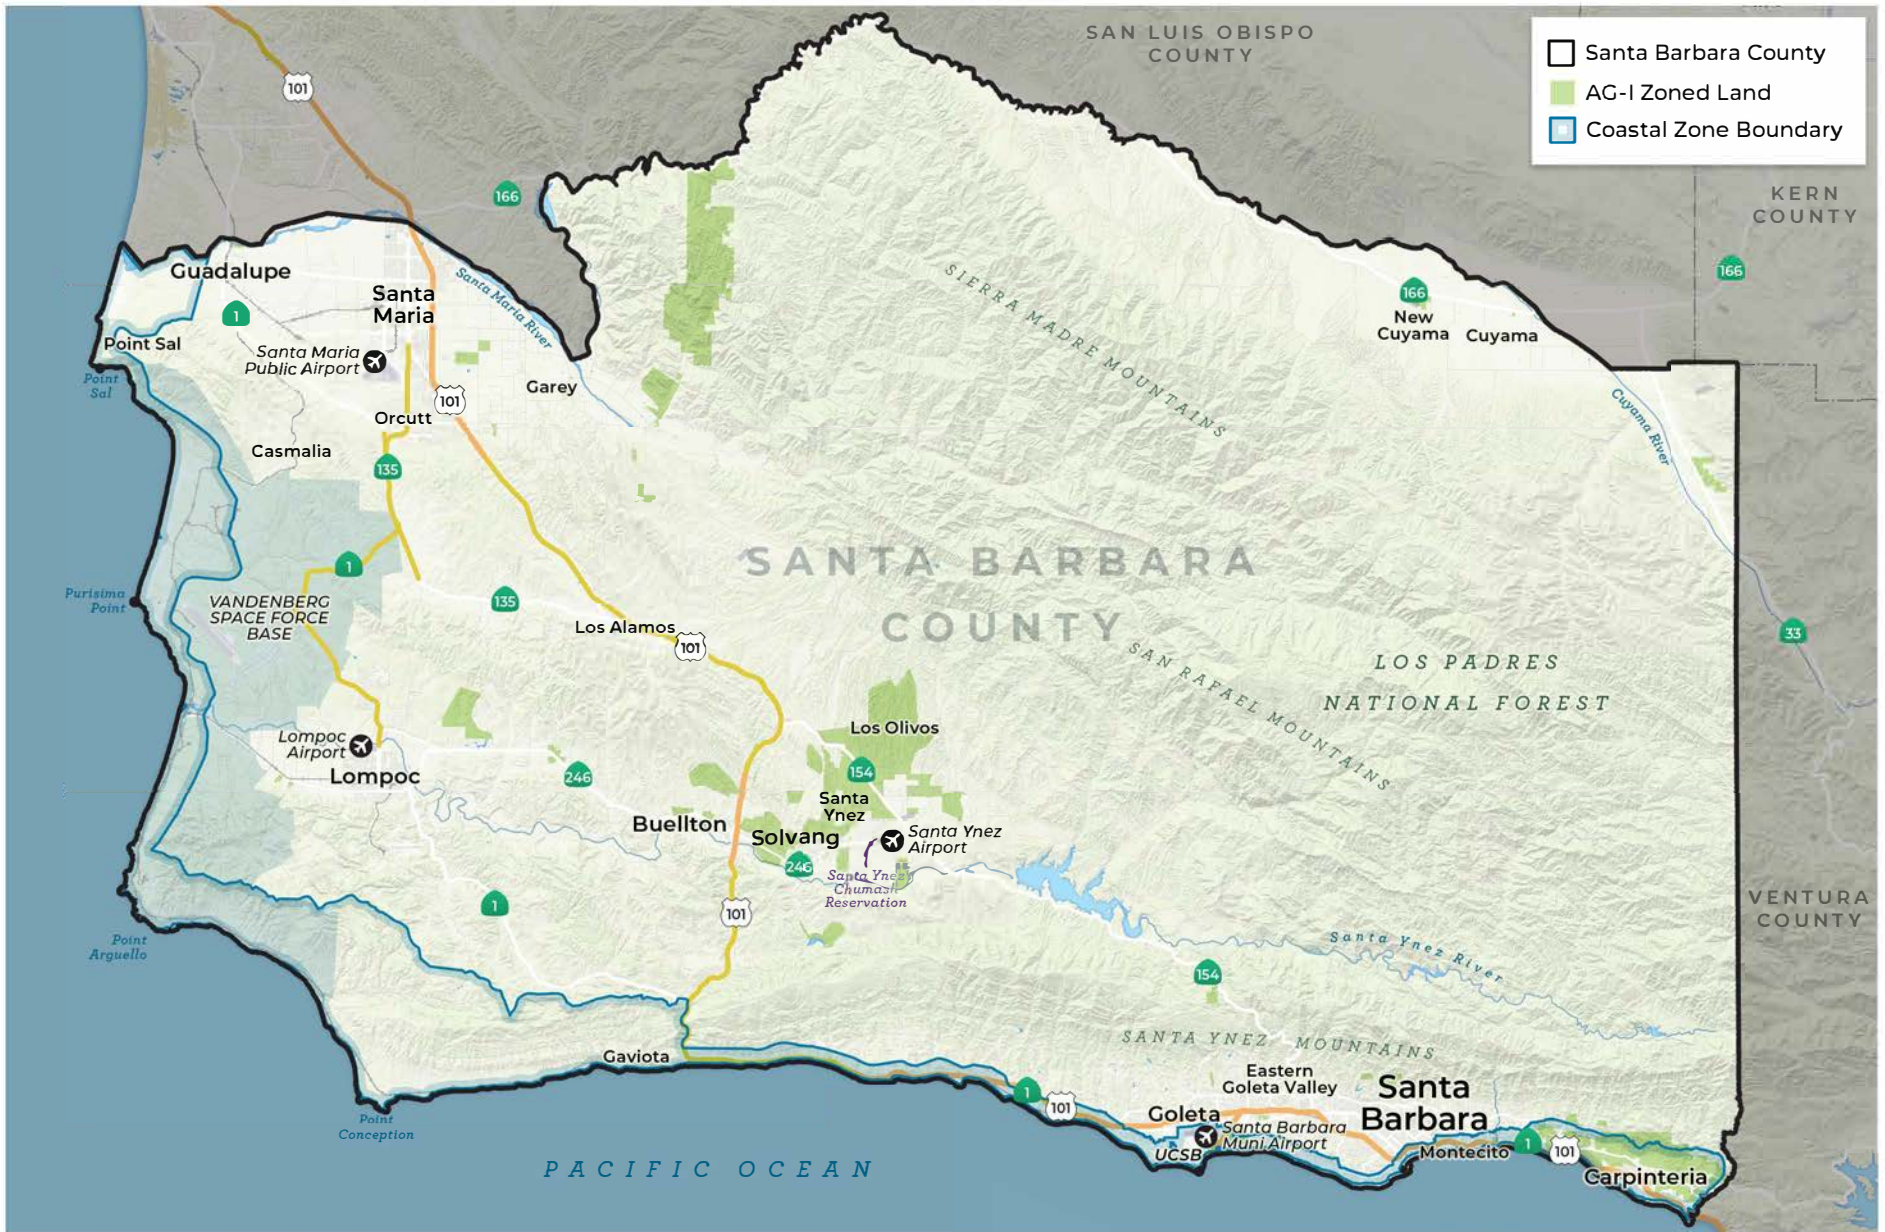 SAN LUIS OBISPO
COUNTY
Santa Barbara County
AG-I Zoned Land
Coastal Zone Boundary
101
166
KERN
COUNTY
166
Guadalupe
1
Santa
Maria
Santa Maria River
SIERRA MADRE MOUNTAINS
166
New
Cuyama
Cuyama
Point Sal
Point
Sal
Santa Maria
Public Airport
101
Garey
Orcutt
Cuyama River
Casmalia
135
SANTA BARBARA
COUNTY
1
135
Purisima
Point
VANDENBERG
SPACE FORCE
BASE
Los Alamos
101
33
SAN RAFAEL MOUNTAINS
LOS PADRES
NATIONAL FOREST
Los Olivos
Lompoc
Airport
Lompoc
246
154
Santa
Ynez
Buellton
Solvang
Santa Ynez
Airport
246
Santa Ynez
Chumash
Reservation
1
101
VENTURA
COUNTY
Point
Arguello
Santa Ynez River
154
SANTA YNEZ MOUNTAINS
Gaviota
Eastern
Goleta Valley
Santa
Barbara
1
101
Goleta
Santa Barbara
Muni Airport
UCSB
Montecito
1
101
Carpinteria
Point
Conception
PACIFIC OCEAN